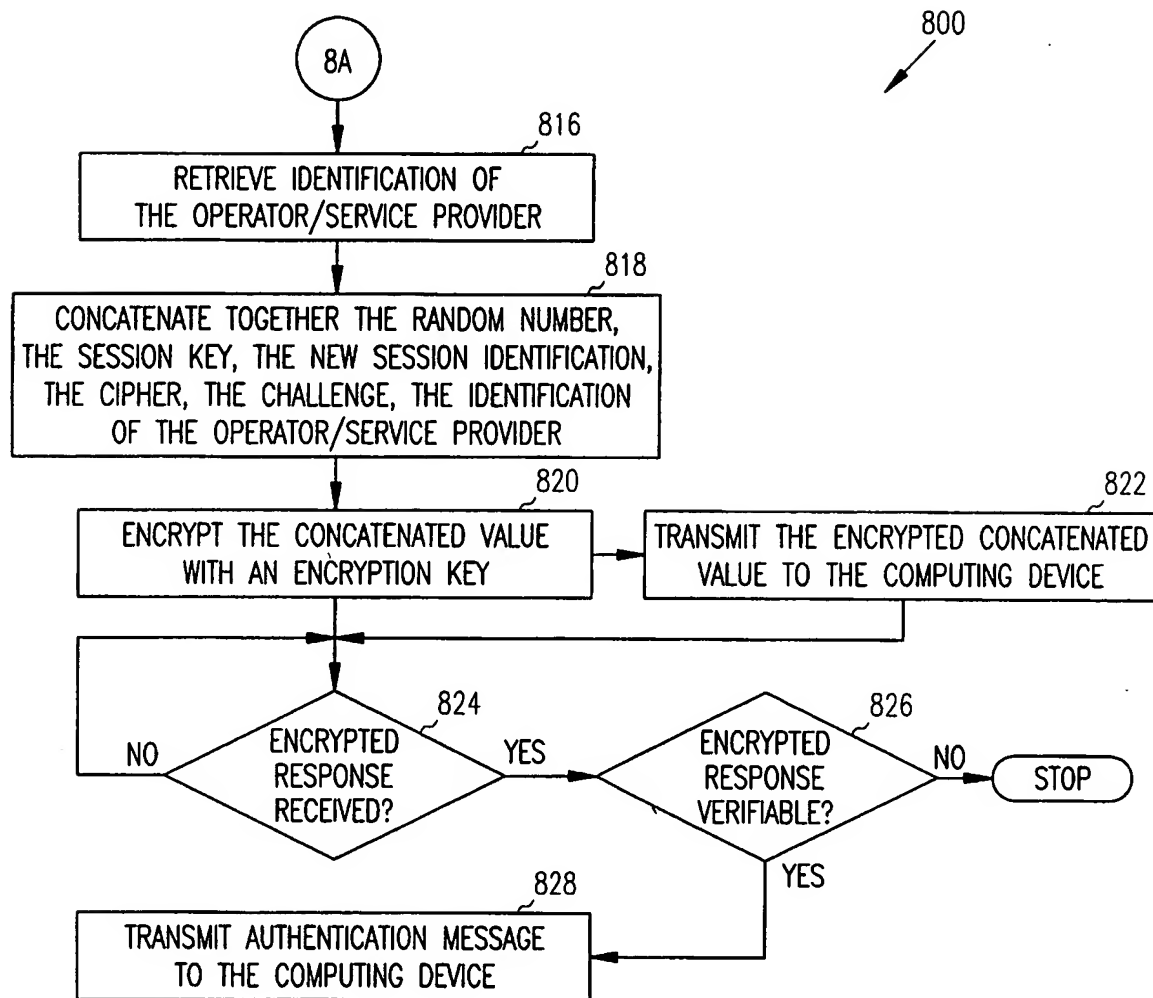 800
8A
816
RETRIEVE IDENTIFICATION OF
THE OPERATOR/SERVICE PROVIDER
818
CONCATENATE TOGETHER THE RANDOM NUMBER,
THE SESSION KEY, THE NEW SESSION IDENTIFICATION,
THE CIPHER, THE CHALLENGE, THE IDENTIFICATION
OF THE OPERATOR/SERVICE PROVIDER
820
ENCRYPT THE CONCATENATED VALUE
WITH AN ENCRYPTION KEY
822
TRANSMIT THE ENCRYPTED CONCATENATED
VALUE TO THE COMPUTING DEVICE
824
ENCRYPTED
RESPONSE
RECEIVED?
NO
YES
826
ENCRYPTED
RESPONSE
VERIFIABLE?
NO
STOP
YES
828
TRANSMIT AUTHENTICATION MESSAGE
TO THE COMPUTING DEVICE